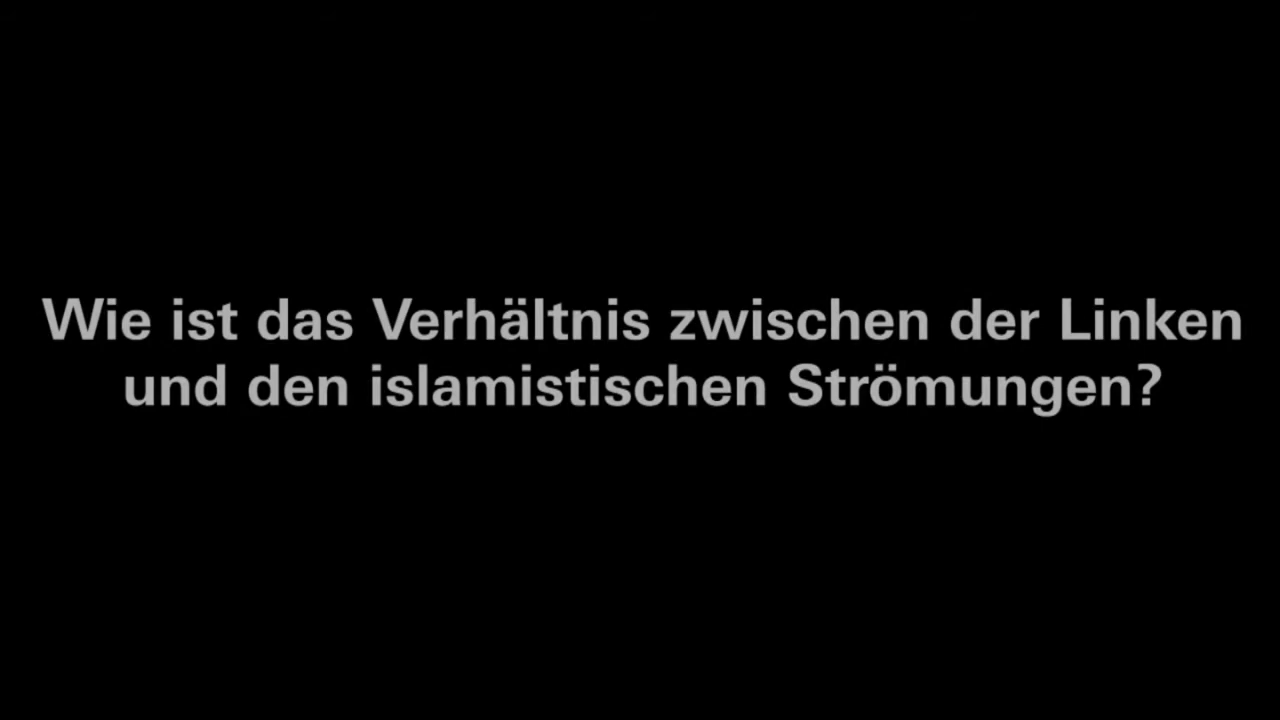 Wie ist das Verhältnis zwischen der Linken
und den islamistischen Strömungen?